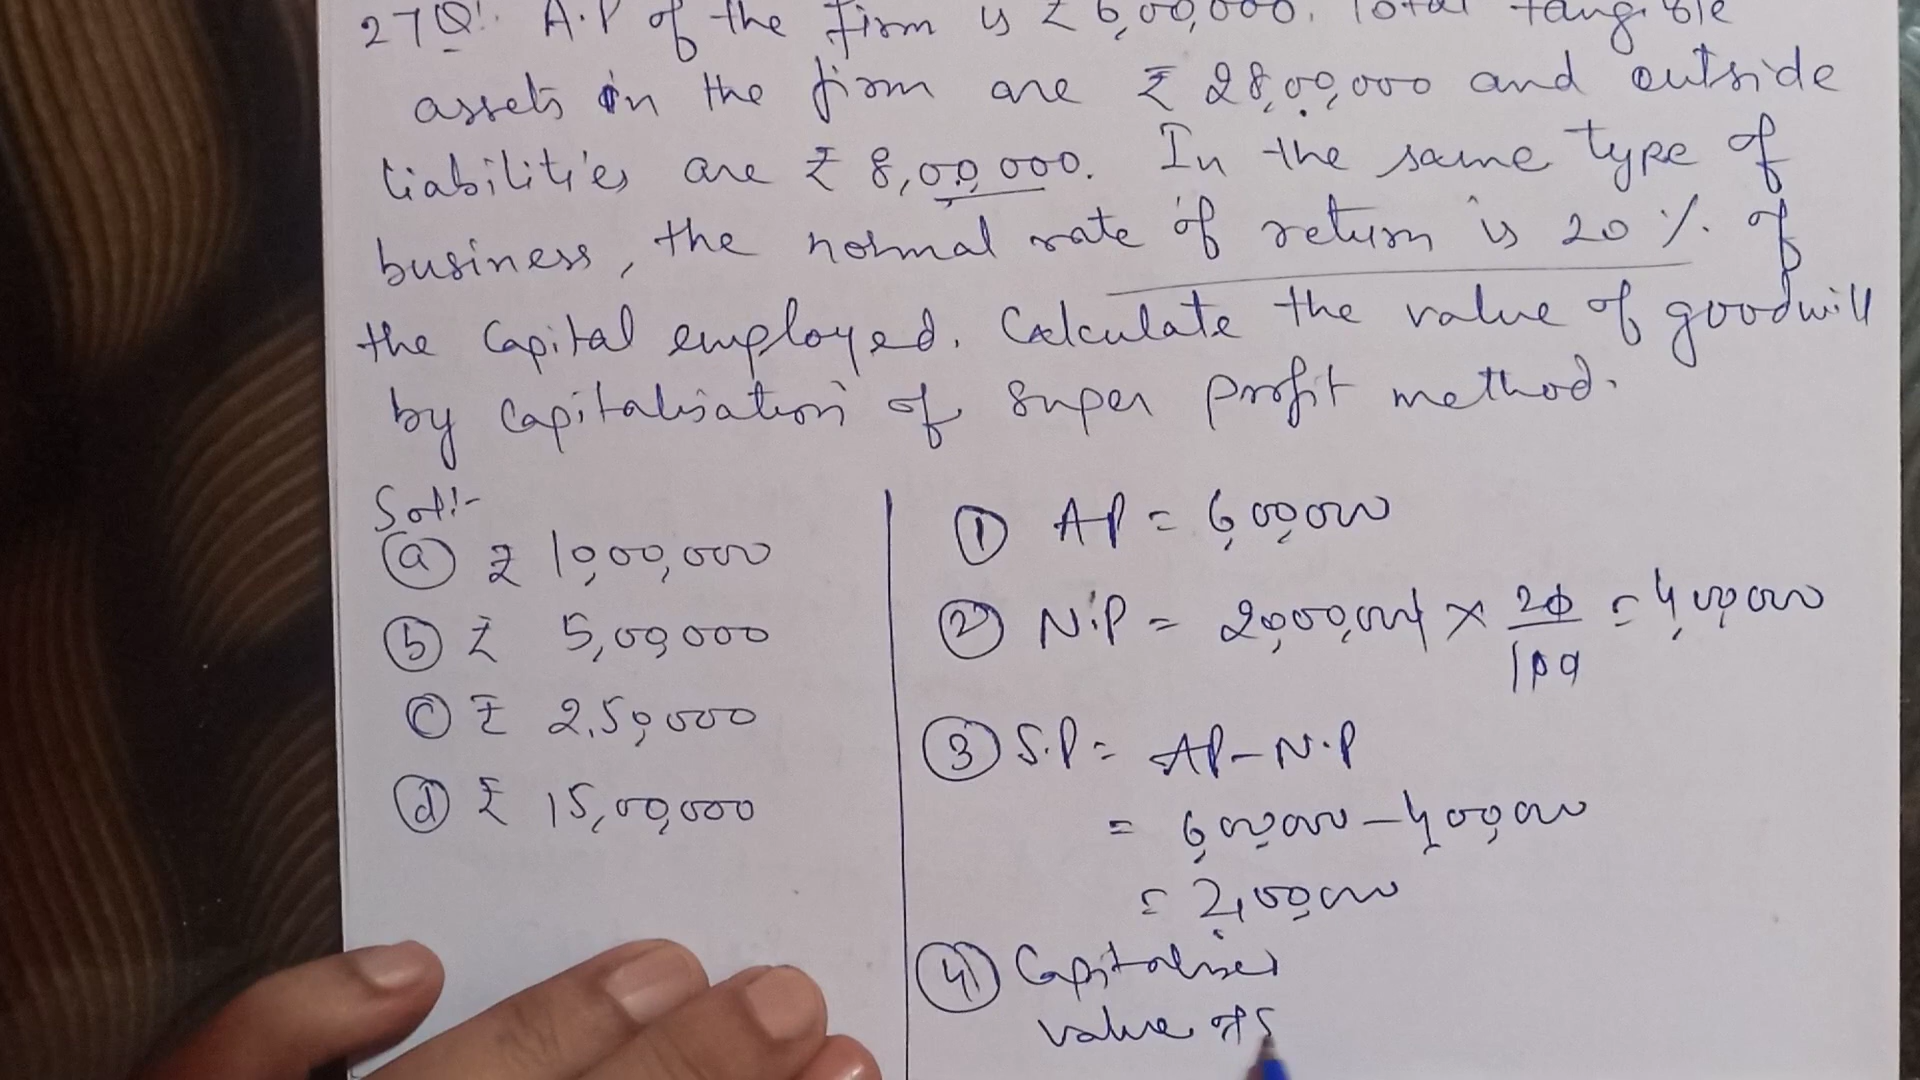 27Q:- A.P of the firm is ₹ 6,00,000. Total tangible
assets in the firm are ₹ 28,00,000 and outside
liabilities are ₹ 8,00,000. In the same type of
business, the normal rate of return is 20 % of
the Capital employed. Calculate the value of goodwill
by Capitalisation of Super Profit method.
Sol:-
(a) ₹ 10,00,000
(b) ₹ 5,00,000
(c) ₹ 2,50,000
(d) ₹ 15,00,000
(1) AP = 6,00,000
(2) N.P = 20,00,000 × 20/100 = 4,00,000
(3) S.P = AP - N.P
= 6,00,000 - 4,00,000
= 2,00,000
(4) Capitalised
value of S